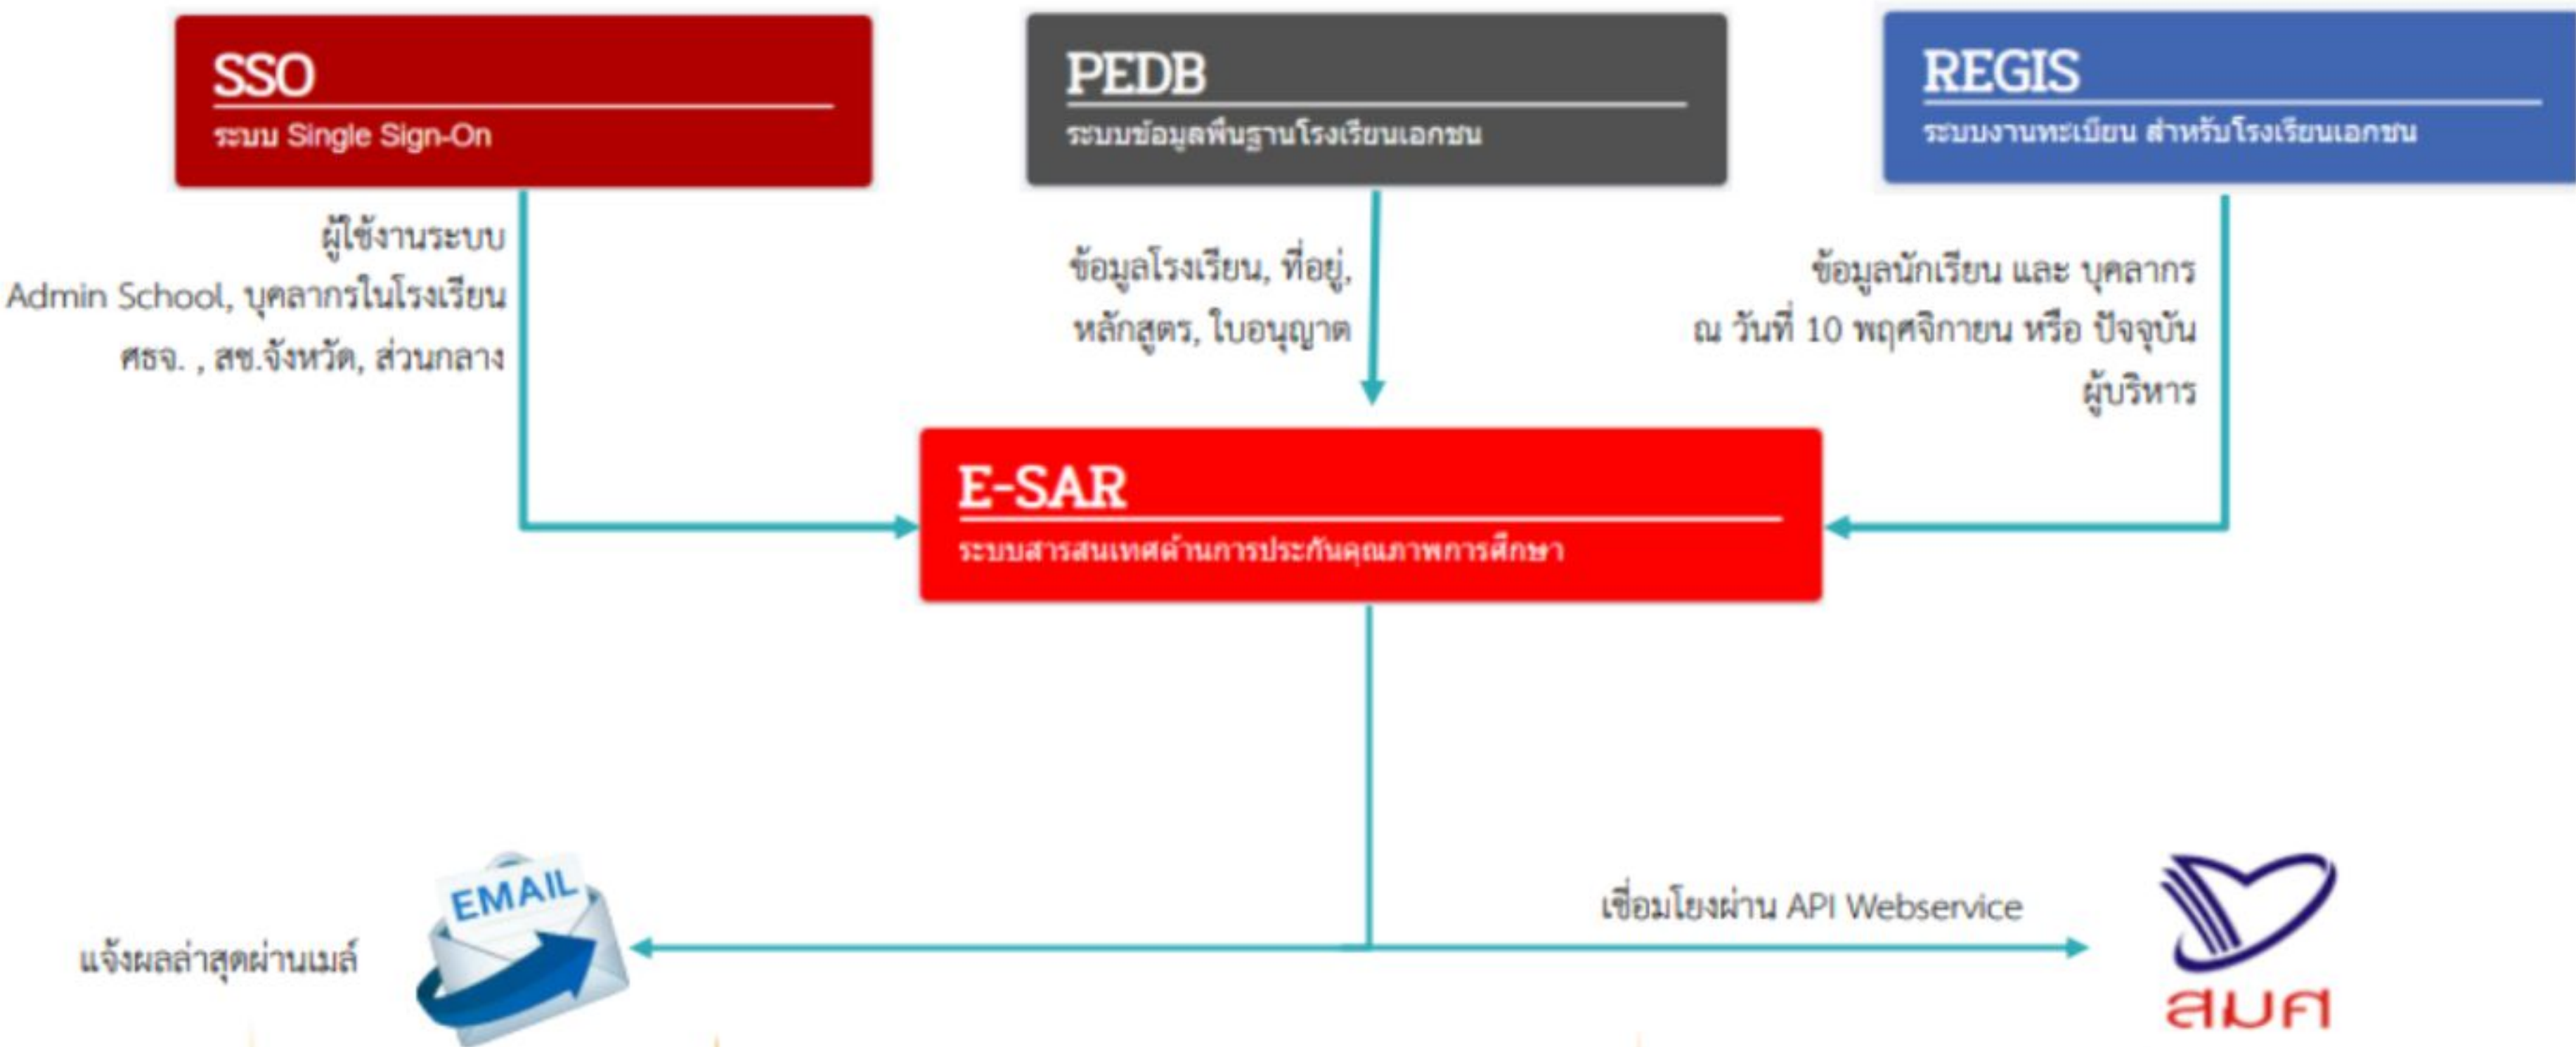 SSO
ระบบ Single Sign-On
PEDB
ระบบข้อมูลพื้นฐานโรงเรียนเอกชน
REGIS
ระบบงานทะเบียน สำหรับโรงเรียนเอกชน
ผู้ใช้งานระบบ
Admin School, บุคลากรในโรงเรียน
ศธจ. , สช.จังหวัด, ส่วนกลาง
ข้อมูลโรงเรียน, ที่อยู่,
หลักสูตร, ใบอนุญาต
ข้อมูลนักเรียน และ บุคลากร
ณ วันที่ 10 พฤศจิกายน หรือ ปัจจุบัน
ผู้บริหาร
E-SAR
ระบบสารสนเทศด้านการประกันคุณภาพการศึกษา
EMAIL
แจ้งผลล่าสุดผ่านเมล์
เชื่อมโยงผ่าน API Webservice
สมศ